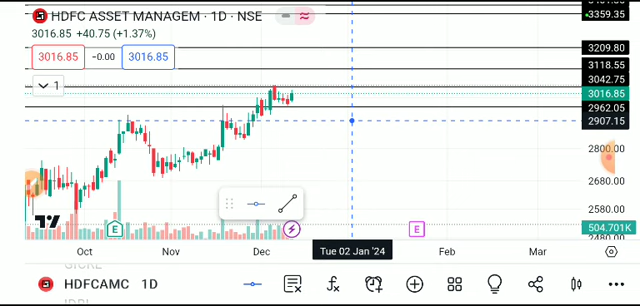 HDFC ASSET MANAGEM · 1D · NSE
3359.35
3016.85 +40.75 (+1.37%)
3016.85 −0.00 3016.85
3209.80
3118.55
1
3042.75
3016.85
2962.05
2907.15
2800.00
2680.00
2580.00
504.701K
2480.00
E
E
Oct Nov Dec Tue 02 Jan '24 Feb Mar
HDFCAMC 1D